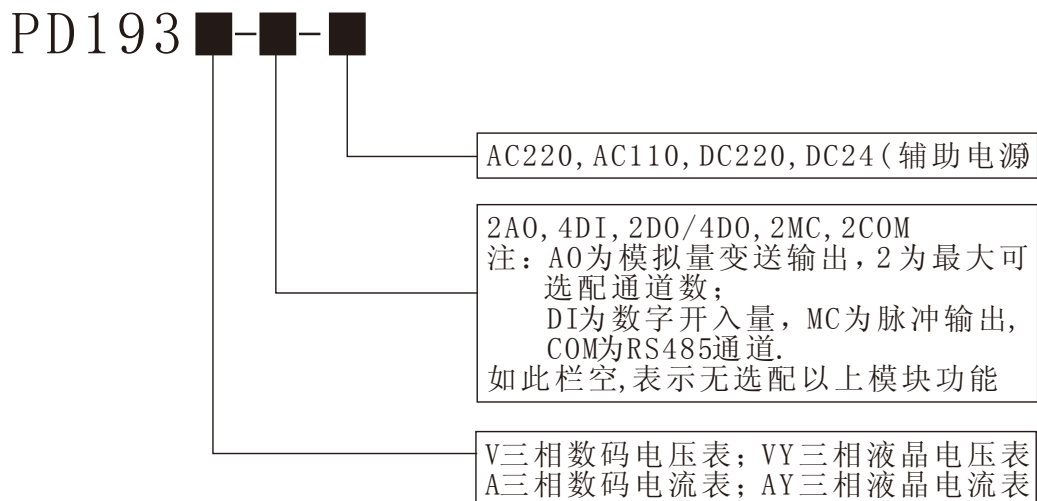 PD193■-■-■
AC220,AC110,DC220,DC24(辅助电源)
2AO,4DI,2DO/4DO,2MC,2COM
注：AO为模拟量变送输出，2为最大可
选配通道数；
DI为数字开入量，MC为脉冲输出,
COM为RS485通道.
如此栏空,表示无选配以上模块功能
V三相数码电压表；VY三相液晶电压表
A三相数码电流表；AY三相液晶电流表